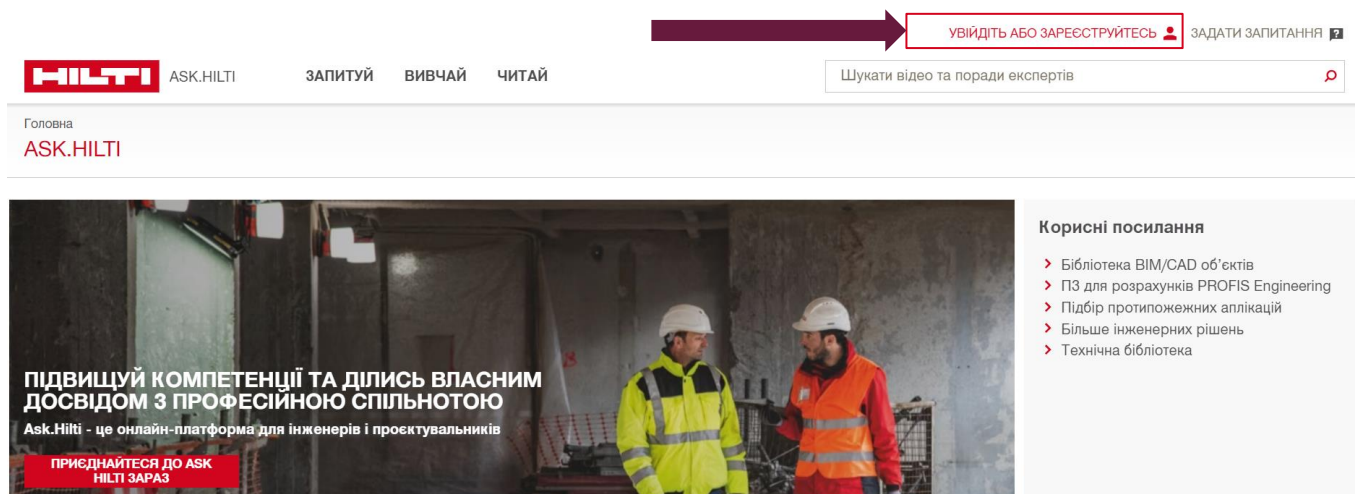 УВІЙДІТЬ АБО ЗАРЕЄСТРУЙТЕСЬ ЗАДАТИ ЗАПИТАННЯ ?
HILTI ASK.HILTI ЗАПИТУЙ ВИВЧАЙ ЧИТАЙ Шукати відео та поради експертів
Головна
ASK.HILTI
Корисні посилання
Бібліотека BIM/CAD об'єктів
ПЗ для розрахунків PROFIS Engineering
Підбір протипожежних аплікацій
Більше інженерних рішень
Технічна бібліотека
ПІДВИЩУЙ КОМПЕТЕНЦІЇ ТА ДІЛИСЬ ВЛАСНИМ
ДОСВІДОМ З ПРОФЕСІЙНОЮ СПІЛЬНОТОЮ
Ask.Hilti - це онлайн-платформа для інженерів і проєктувальників
ПРИЄДНАЙТЕСЯ ДО ASK
HILTI ЗАРАЗ